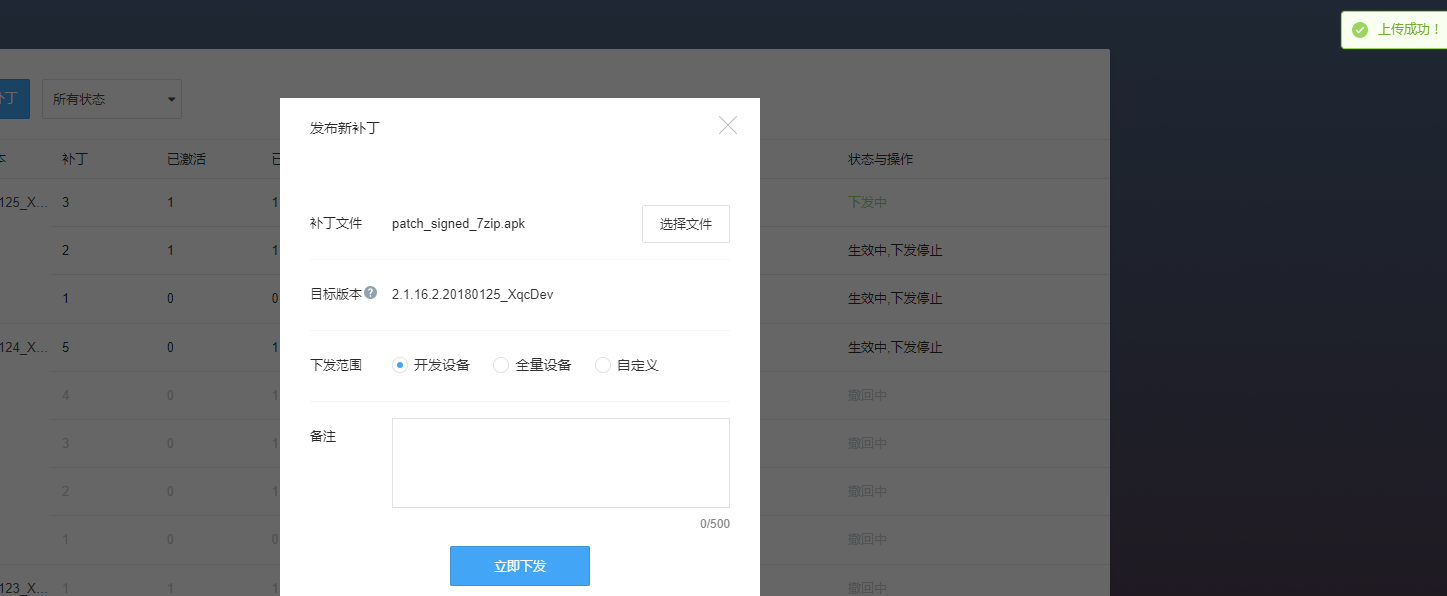 上传成功！
补丁 所有状态
本 补丁 已激活 已 状态与操作
125_X... 3 1 1 下发中
2 1 1 生效中,下发停止
1 0 0 生效中,下发停止
124_X... 5 0 1 生效中,下发停止
4 0 1 撤回中
3 0 1 撤回中
2 0 1 撤回中
1 0 0 撤回中
123_X... 1 1 1 撤回中
发布新补丁
补丁文件 patch_signed_7zip.apk 选择文件
目标版本 ? 2.1.16.2.20180125_XqcDev
下发范围 开发设备 全量设备 自定义
备注
0/500
立即下发